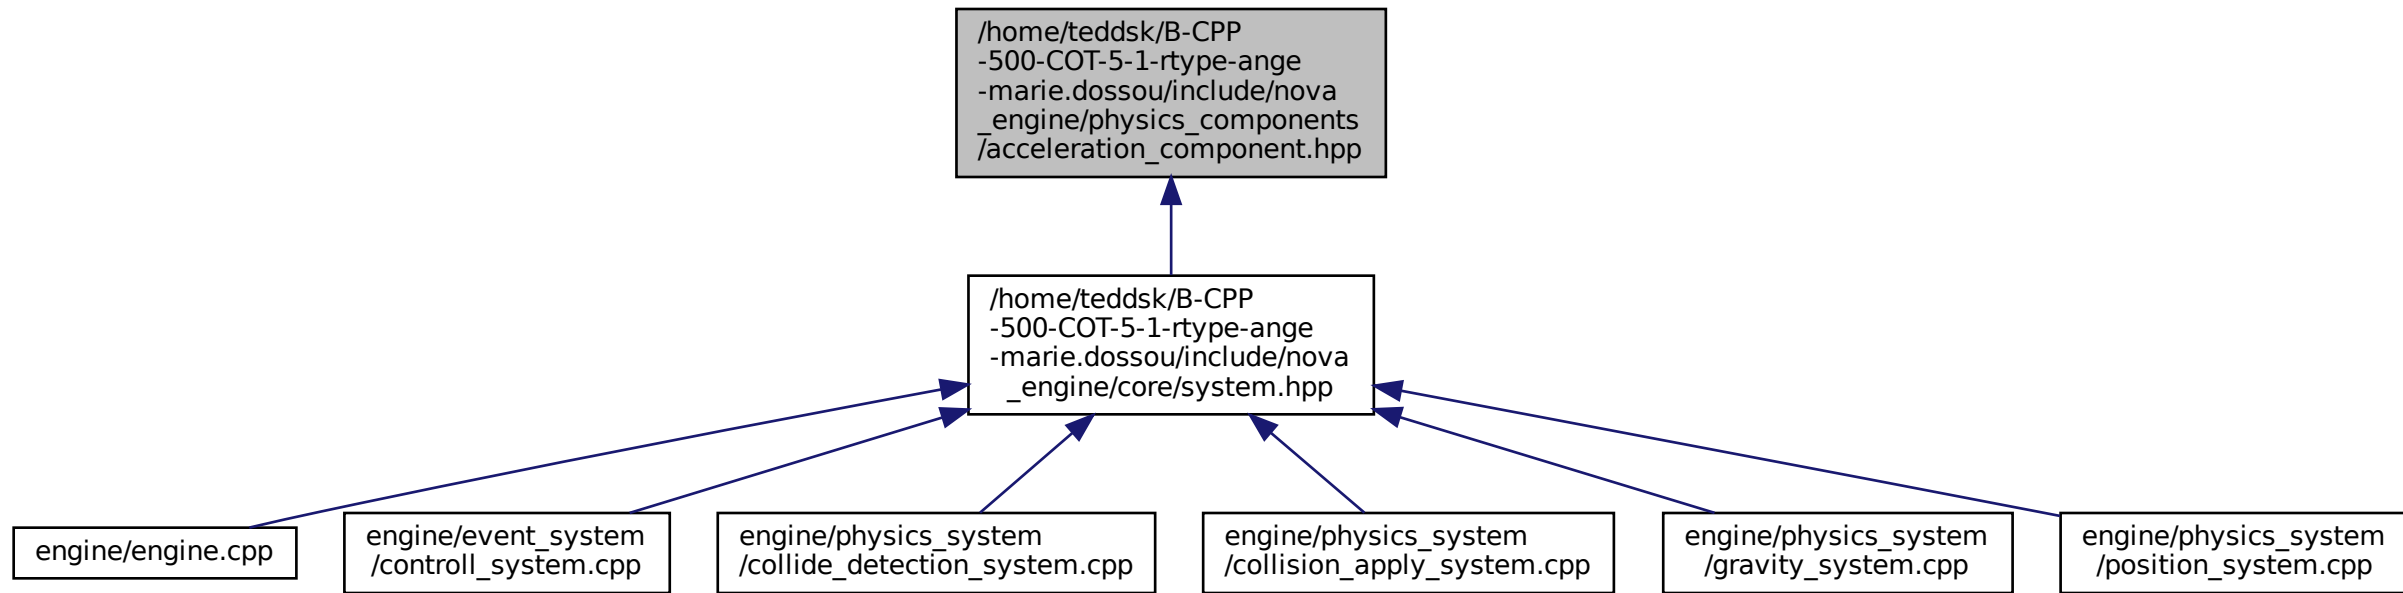 /home/teddsk/B-CPP
-500-COT-5-1-rtype-ange
-marie.dossou/include/nova
_engine/physics_components
/acceleration_component.hpp
/home/teddsk/B-CPP
-500-COT-5-1-rtype-ange
-marie.dossou/include/nova
_engine/core/system.hpp
engine/engine.cpp
engine/event_system
/controll_system.cpp
engine/physics_system
/collide_detection_system.cpp
engine/physics_system
/collision_apply_system.cpp
engine/physics_system
/gravity_system.cpp
engine/physics_system
/position_system.cpp